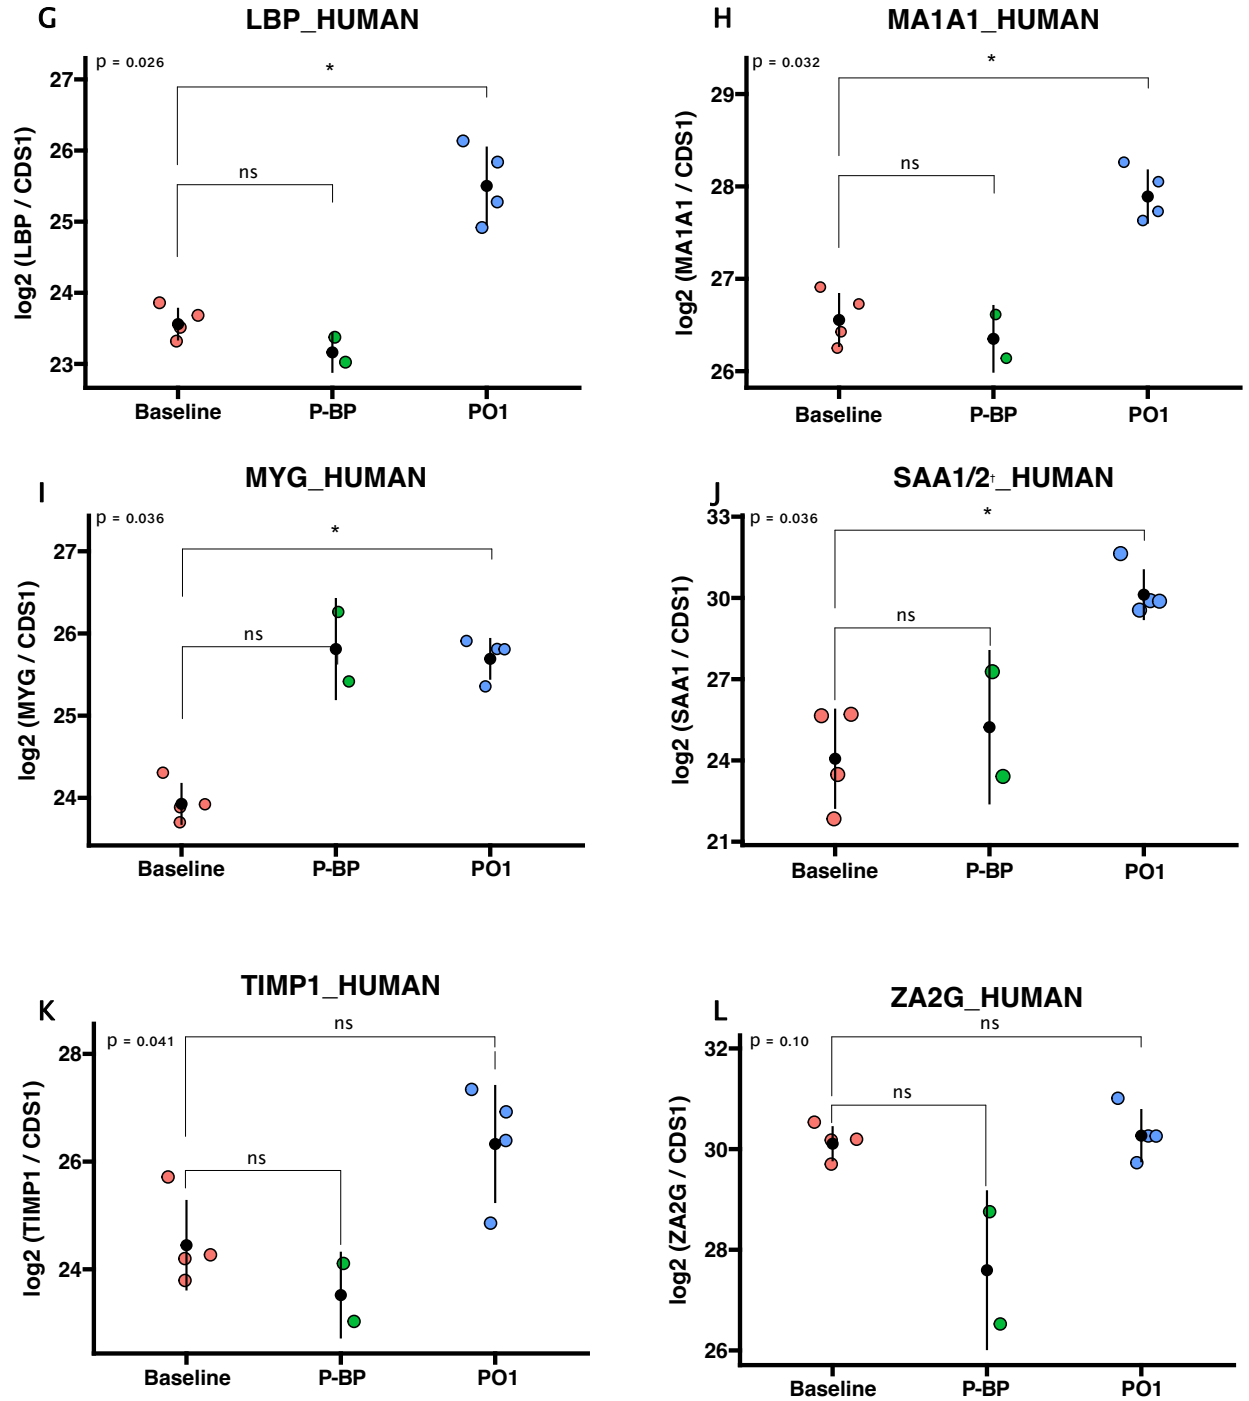 G
LBP_HUMAN
p = 0.026
*
ns
27
26
25
24
23
log2 (LBP / CDS1)
Baseline
P-BP
PO1
H
MA1A1_HUMAN
p = 0.032
*
ns
29
28
27
26
log2 (MA1A1 / CDS1)
Baseline
P-BP
PO1
I
MYG_HUMAN
p = 0.036
*
ns
27
26
25
24
log2 (MYG / CDS1)
Baseline
P-BP
PO1
J
SAA1/2†_HUMAN
p = 0.036
*
ns
33
30
27
24
21
log2 (SAA1 / CDS1)
Baseline
P-BP
PO1
K
TIMP1_HUMAN
p = 0.041
ns
ns
28
26
24
log2 (TIMP1 / CDS1)
Baseline
P-BP
PO1
L
ZA2G_HUMAN
p = 0.10
ns
ns
32
30
28
26
log2 (ZA2G / CDS1)
Baseline
P-BP
PO1